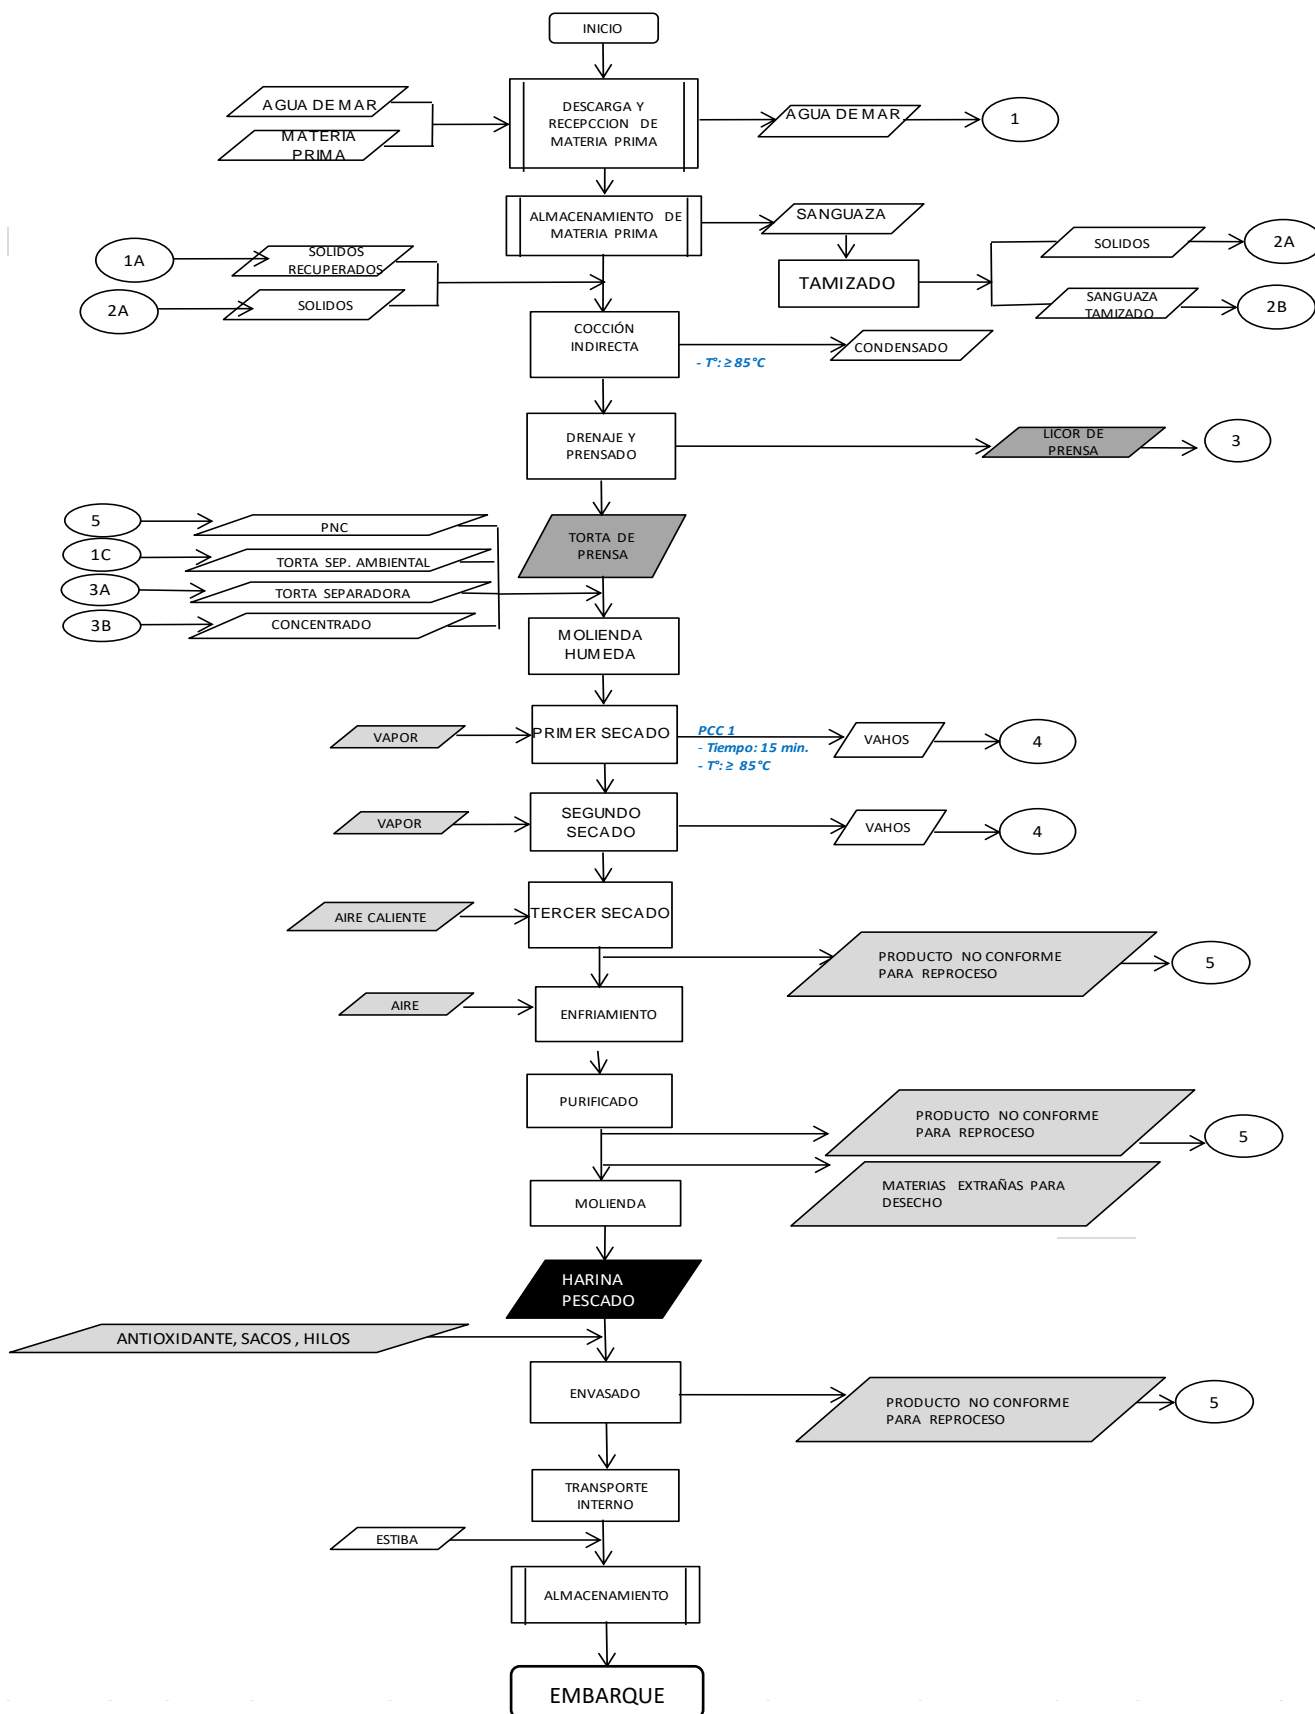 INICIO
AGUA DE MAR
MATERIA
PRIMA
DESCARGA Y
RECEPCCION DE
MATERIA PRIMA
AGUA DE MAR
1
ALMACENAMIENTO DE
MATERIA PRIMA
SANGUAZA
TAMIZADO
SOLIDOS
2A
SANGUAZA
TAMIZADO
2B
1A
SOLIDOS
RECUPERADOS
2A
SOLIDOS
COCCIÓN
INDIRECTA
- T°: ≥ 85°C
CONDENSADO
DRENAJE Y
PRENSADO
LICOR DE
PRENSA
3
TORTA DE
PRENSA
5
PNC
1C
TORTA SEP. AMBIENTAL
3A
TORTA SEPARADORA
3B
CONCENTRADO
MOLIENDA
HUMEDA
VAPOR
PRIMER SECADO
PCC 1
- Tiempo: 15 min.
- T°: ≥ 85°C
VAHOS
4
VAPOR
SEGUNDO
SECADO
VAHOS
4
AIRE CALIENTE
TERCER SECADO
PRODUCTO NO CONFORME
PARA REPROCESO
5
AIRE
ENFRIAMIENTO
PURIFICADO
PRODUCTO NO CONFORME
PARA REPROCESO
5
MATERIAS EXTRAÑAS PARA
DESECHO
MOLIENDA
HARINA
PESCADO
ANTIOXIDANTE, SACOS , HILOS
ENVASADO
PRODUCTO NO CONFORME
PARA REPROCESO
5
TRANSPORTE
INTERNO
ESTIBA
ALMACENAMIENTO
EMBARQUE